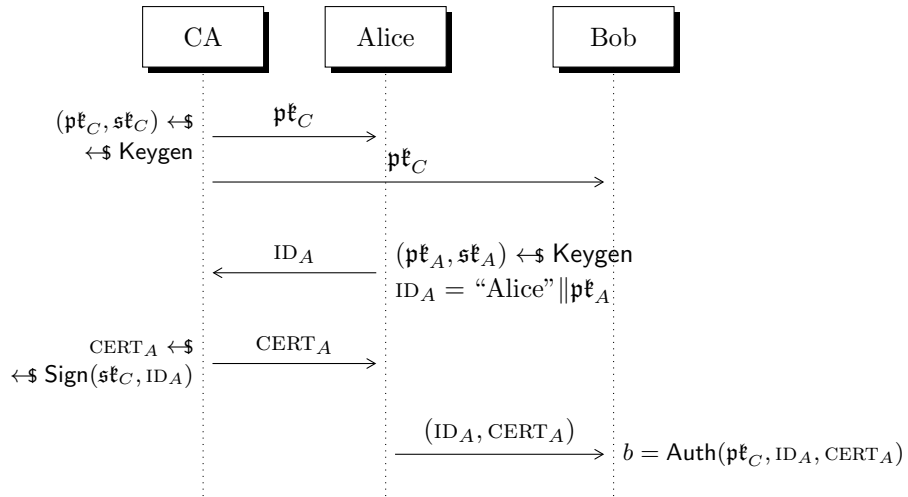 CA Alice Bob
(𝔭𝔨_C, 𝔰𝔨_C) ↞$ 𝔭𝔨_C
↞$ Keygen
𝔭𝔨_C
ID_A (𝔭𝔨_A, 𝔰𝔨_A) ↞$ Keygen
ID_A = “Alice”‖𝔭𝔨_A
CERT_A ↞$ CERT_A
↞$ Sign(𝔰𝔨_C, ID_A)
(ID_A, CERT_A) b = Auth(𝔭𝔨_C, ID_A, CERT_A)